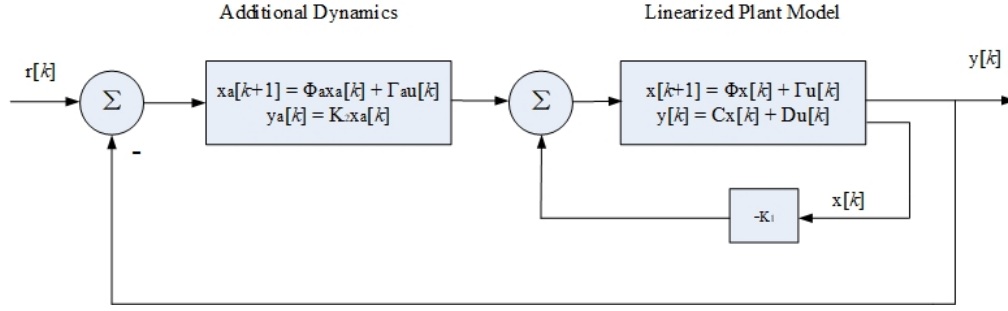 Additional Dynamics
Linearized Plant Model
r[k]
Σ
-
xa[k+1] = Φaxa[k] + Γau[k]
ya[k] = K2xa[k]
Σ
x[k+1] = Φx[k] + Γu[k]
y[k] = Cx[k] + Du[k]
y[k]
-K1
x[k]